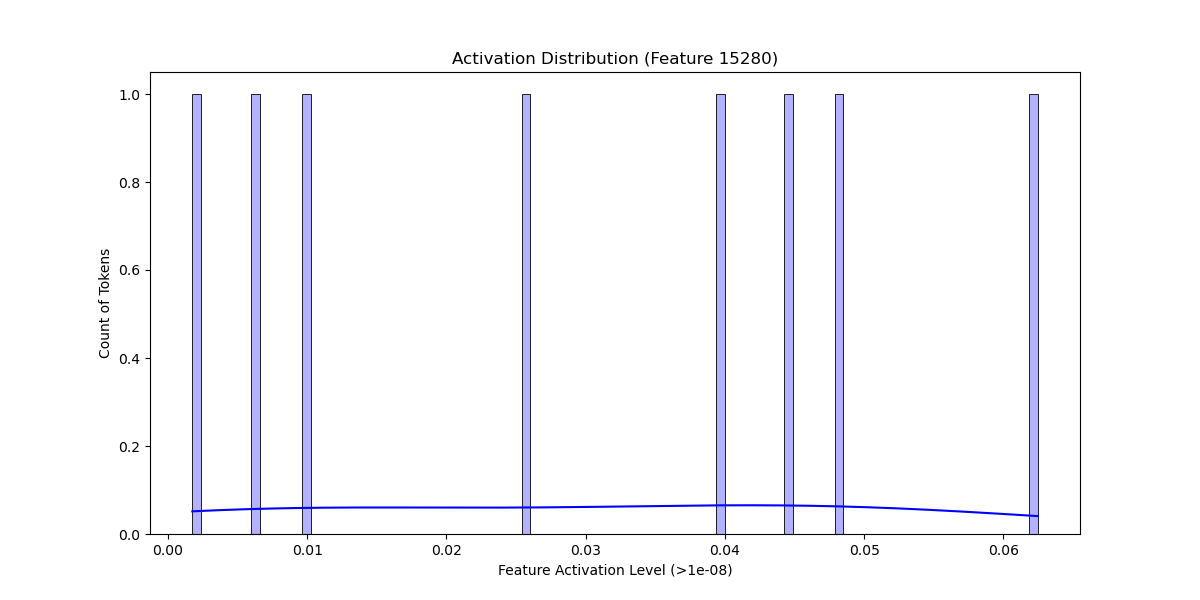 Activation Distribution (Feature 15280)
1.0
0.8
0.6
0.4
0.2
0.0
Count of Tokens
0.00 0.01 0.02 0.03 0.04 0.05 0.06
Feature Activation Level (>1e-08)